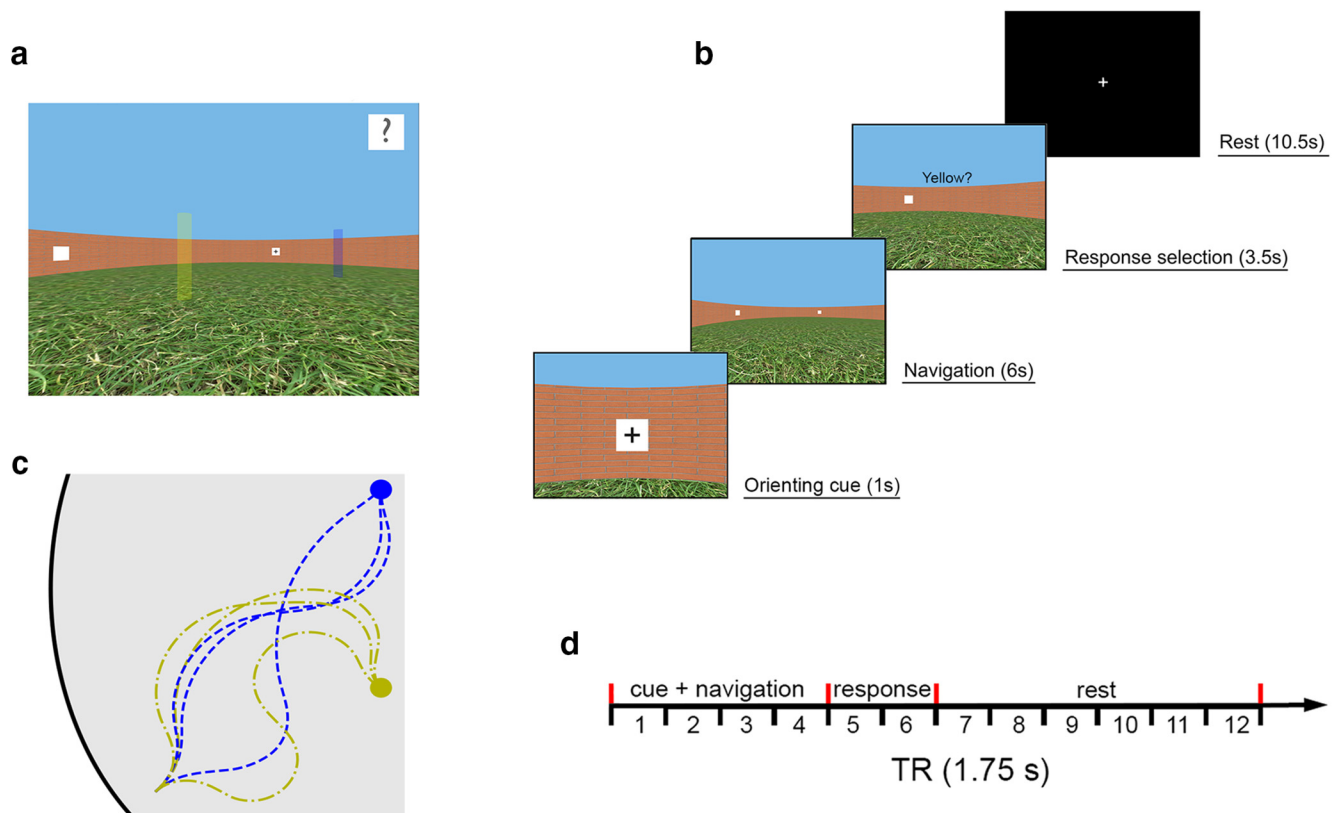 a
?
b
Rest (10.5s)
Yellow?
Response selection (3.5s)
Navigation (6s)
+
Orienting cue (1s)
c
d
cue + navigation response rest
1 2 3 4 5 6 7 8 9 10 11 12
TR (1.75 s)